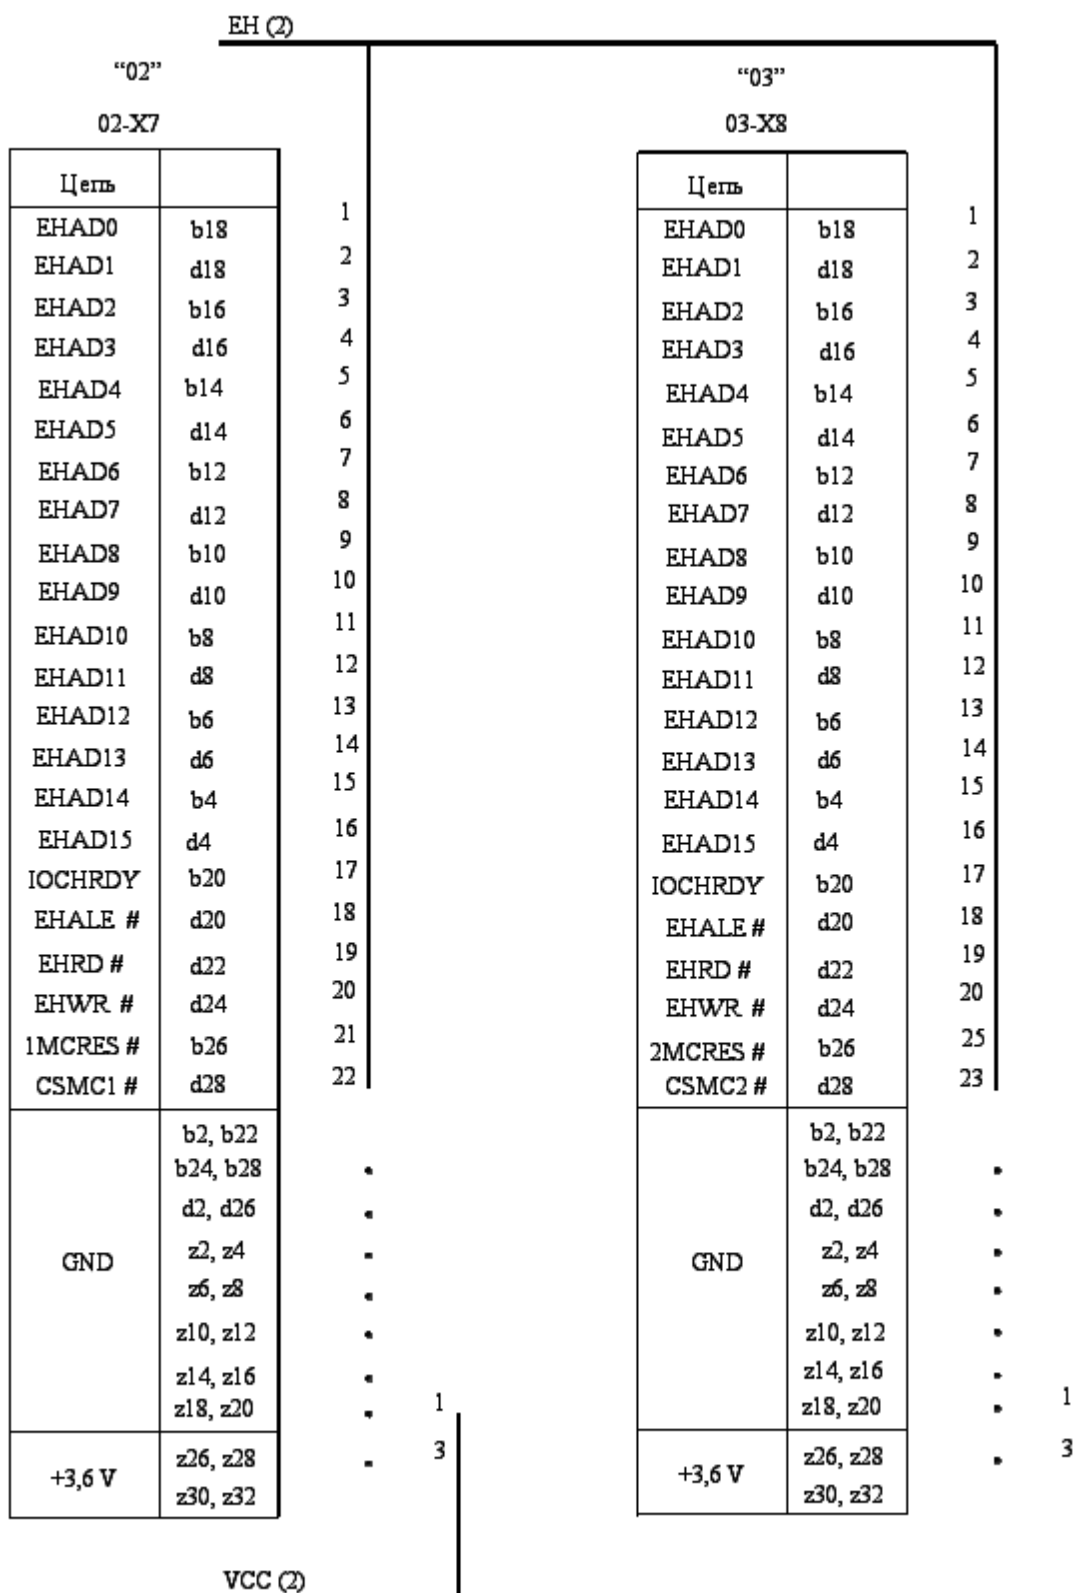 EH (2)
“02”
02-X7
Цепь
EHAD0 b18 1
EHAD1 d18 2
EHAD2 b16 3
EHAD3 d16 4
EHAD4 b14 5
EHAD5 d14 6
EHAD6 b12 7
EHAD7 d12 8
EHAD8 b10 9
EHAD9 d10 10
EHAD10 b8 11
EHAD11 d8 12
EHAD12 b6 13
EHAD13 d6 14
EHAD14 b4 15
EHAD15 d4 16
IOCHRDY b20 17
EHALE # d20 18
EHRD # d22 19
EHWR # d24 20
1MCRES # b26 21
CSMC1 # d28 22
GND
b2, b22
b24, b28
d2, d26
z2, z4
z6, z8
z10, z12
z14, z16
z18, z20 1
+3,6 V
z26, z28 3
z30, z32
VCC (2)
“03”
03-X8
Цепь
EHAD0 b18 1
EHAD1 d18 2
EHAD2 b16 3
EHAD3 d16 4
EHAD4 b14 5
EHAD5 d14 6
EHAD6 b12 7
EHAD7 d12 8
EHAD8 b10 9
EHAD9 d10 10
EHAD10 b8 11
EHAD11 d8 12
EHAD12 b6 13
EHAD13 d6 14
EHAD14 b4 15
EHAD15 d4 16
IOCHRDY b20 17
EHALE # d20 18
EHRD # d22 19
EHWR # d24 20
2MCRES # b26 25
CSMC2 # d28 23
GND
b2, b22
b24, b28
d2, d26
z2, z4
z6, z8
z10, z12
z14, z16
z18, z20 1
+3,6 V
z26, z28 3
z30, z32